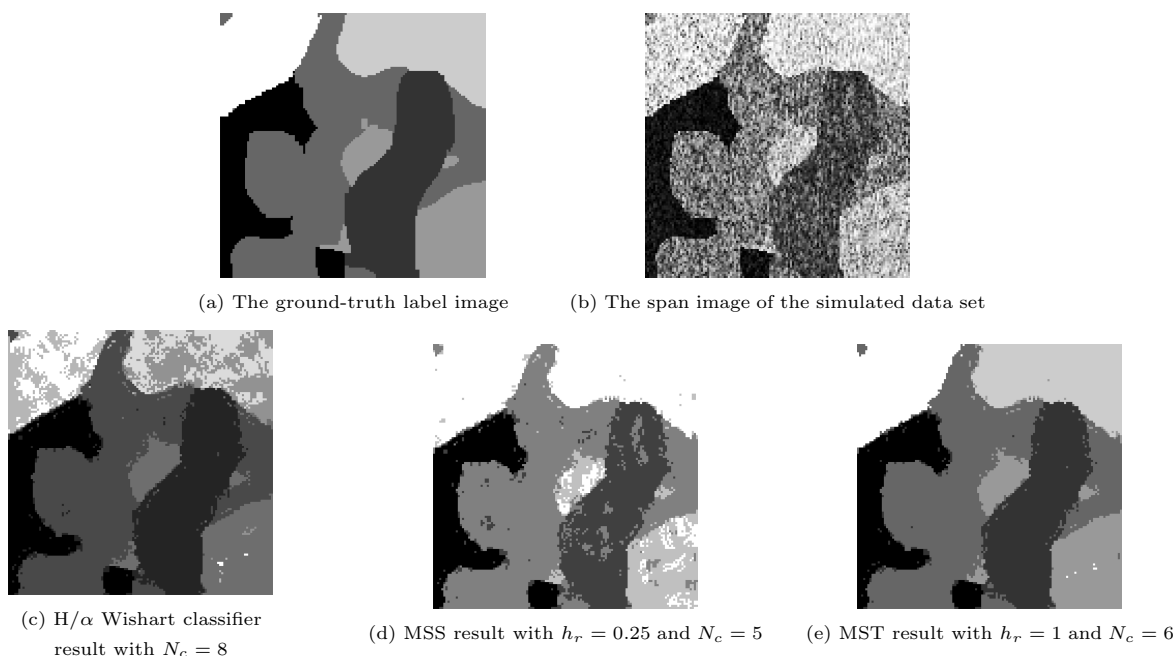 (a) The ground-truth label image
(b) The span image of the simulated data set
(c) H/α Wishart classifier
result with N_c = 8
(d) MSS result with h_r = 0.25 and N_c = 5
(e) MST result with h_r = 1 and N_c = 6